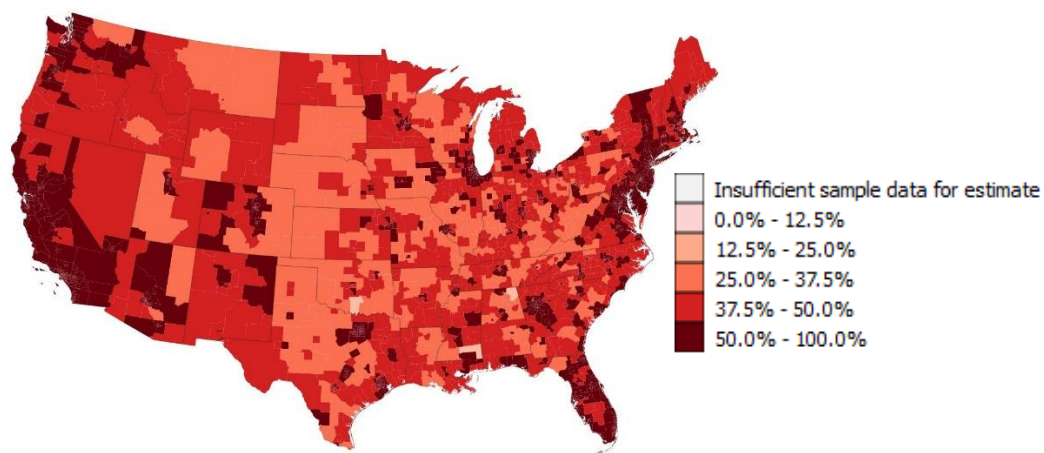 Insufficient sample data for estimate
0.0% - 12.5%
12.5% - 25.0%
25.0% - 37.5%
37.5% - 50.0%
50.0% - 100.0%